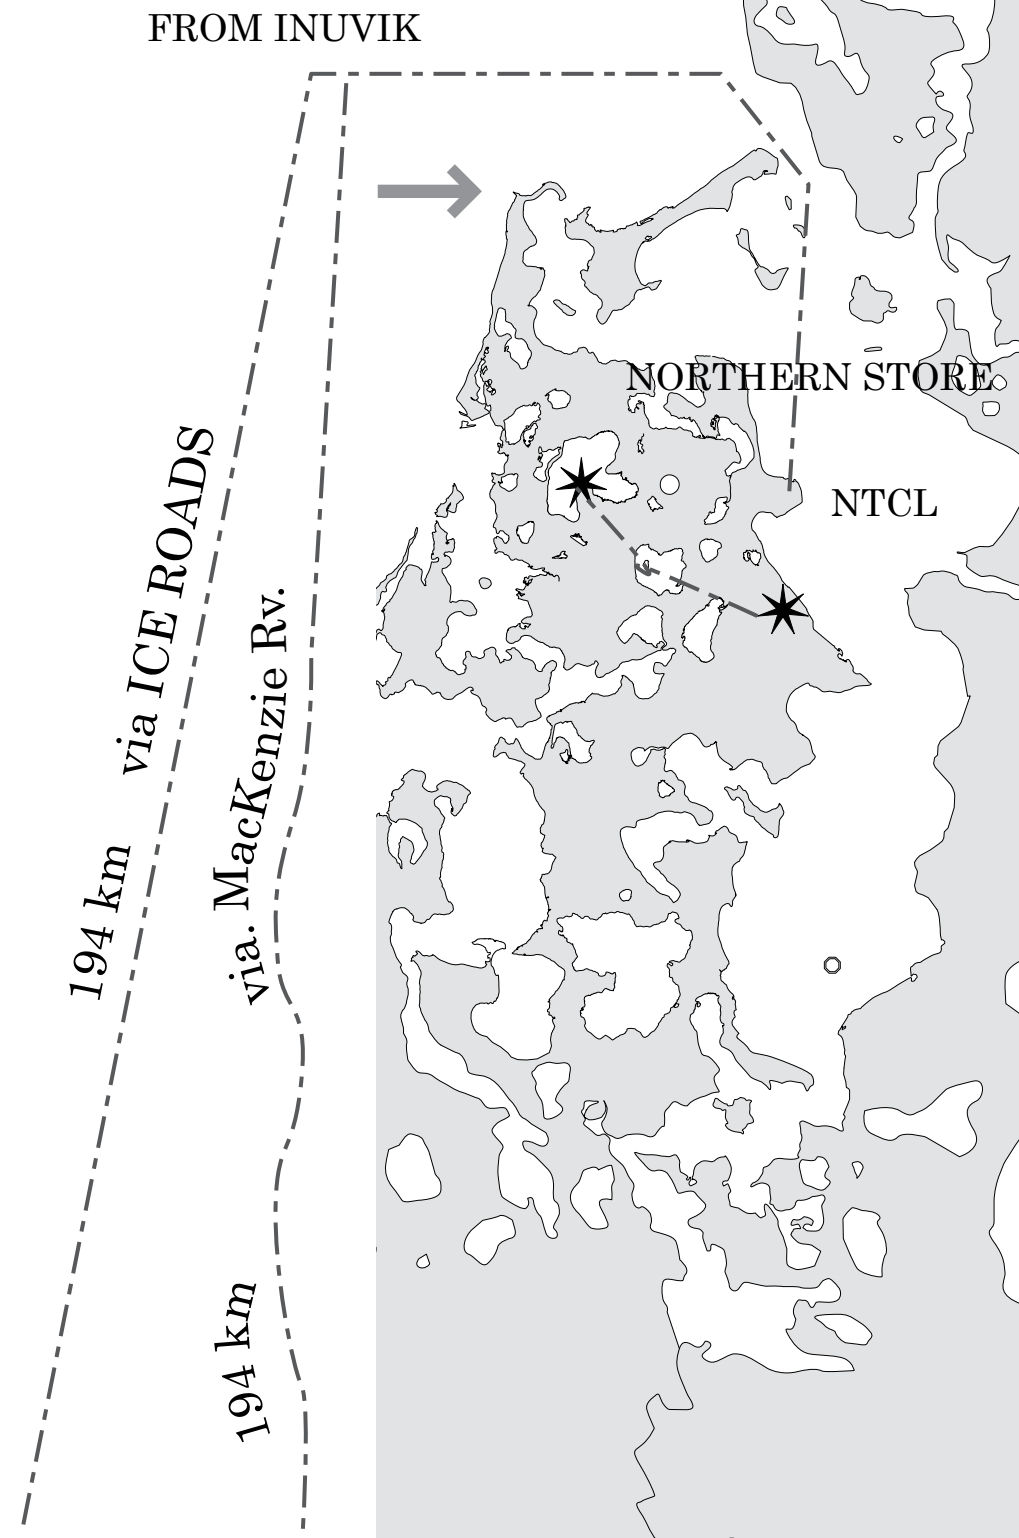 FROM INUVIK
NORTHERN STORE
NTCL
via ICE ROADS
194 km
via. MacKenzie Rv.
194 km